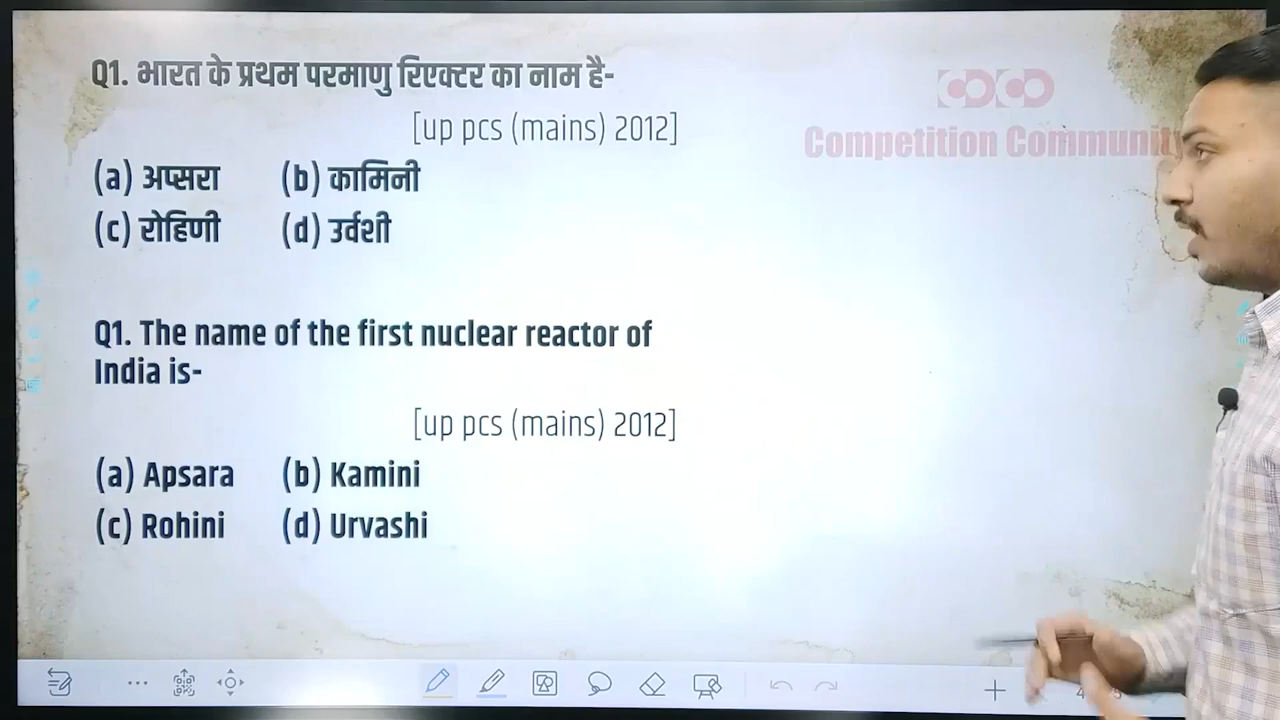 Q1. भारत के प्रथम परमाणु रिएक्टर का नाम है-
[up pcs (mains) 2012]
(a) अप्सरा (b) कामिनी
(c) रोहिणी (d) उर्वशी
Competition Community
Q1. The name of the first nuclear reactor of
India is-
[up pcs (mains) 2012]
(a) Apsara (b) Kamini
(c) Rohini (d) Urvashi